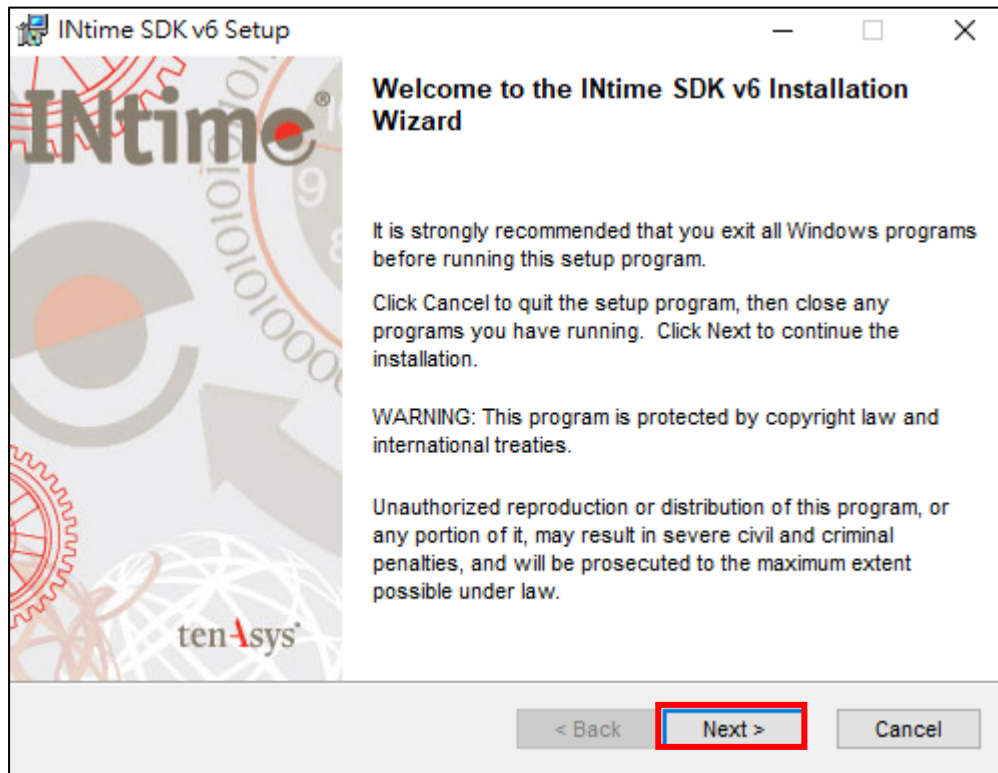 INtime SDK v6 Setup
INtime®
Welcome to the INtime SDK v6 Installation
Wizard
It is strongly recommended that you exit all Windows programs
before running this setup program.
Click Cancel to quit the setup program, then close any
programs you have running. Click Next to continue the
installation.
WARNING: This program is protected by copyright law and
international treaties.
Unauthorized reproduction or distribution of this program, or
any portion of it, may result in severe civil and criminal
penalties, and will be prosecuted to the maximum extent
possible under law.
tenAsys
< Back
Next >
Cancel